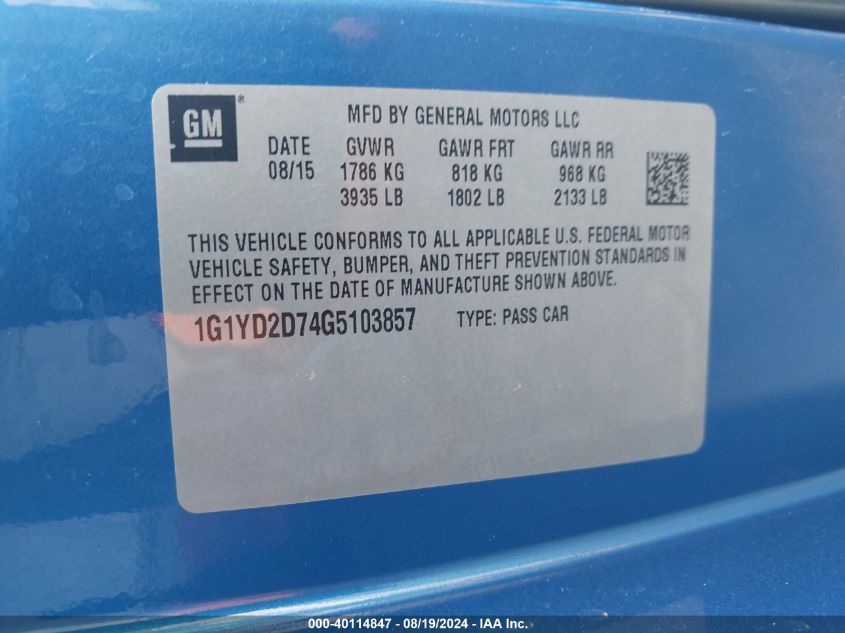 GM®
MFD BY GENERAL MOTORS LLC
DATE GVWR GAWR FRT GAWR RR
08/15 1786 KG 818 KG 968 KG
3935 LB 1802 LB 2133 LB
THIS VEHICLE CONFORMS TO ALL APPLICABLE U.S. FEDERAL MOTOR
VEHICLE SAFETY, BUMPER, AND THEFT PREVENTION STANDARDS IN
EFFECT ON THE DATE OF MANUFACTURE SHOWN ABOVE.
1G1YD2D74G5103857 TYPE: PASS CAR
000-40114847 - 08/19/2024 - IAA Inc.